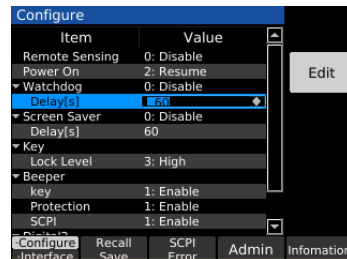 Configure
Item Value
Remote Sensing 0: Disable
Power On 2: Resume
Edit
Watchdog 0: Disable
Delay[s] 60
Screen Saver 0: Disable
Delay[s] 60
Key
Lock Level 3: High
Beeper
key 1: Enable
Protection 1: Enable
SCPI 1: Enable
·Configure Recall SCPI Admin Infomation
·Interface Save Error